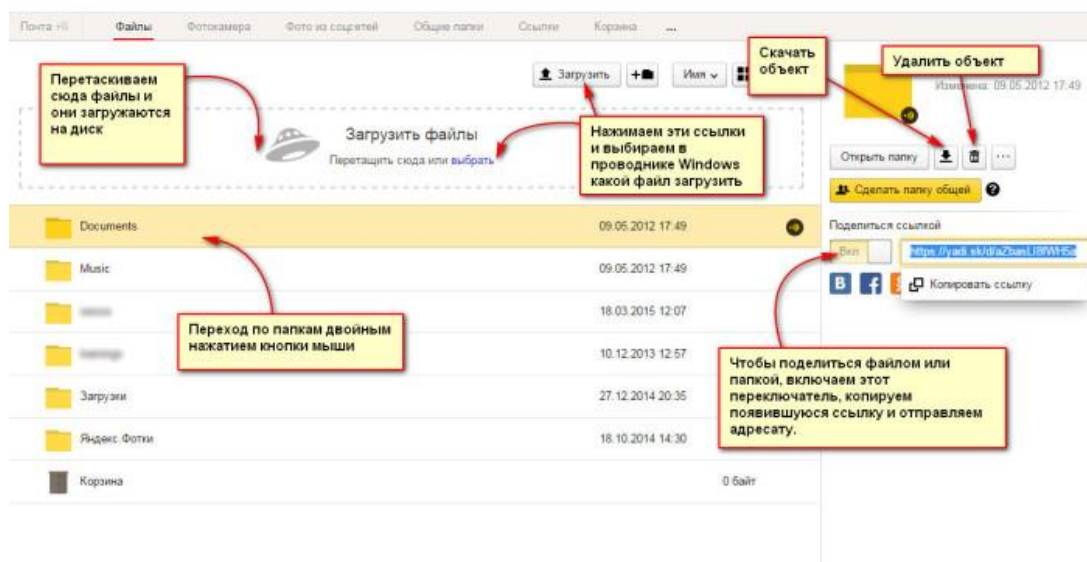 Почта +6 Файлы Фотокамера Фото из соцсетей Общие папки Ссылки Корзина ...
Скачать
объект
Удалить объект
Изменена: 09.05.2012 17:49
Перетаскиваем
сюда файлы и
они загружаются
на диск
Загрузить
Имя
Загрузить файлы
Перетащить сюда или выбрать
Нажимаем эти ссылки
и выбираем в
проводнике Windows
какой файл загрузить
Открыть папку
Сделать папку общей
Documents 09.05.2012 17:49
Поделиться ссылкой
Вкл
Копировать ссылку
Music 09.05.2012 17:49
18.03.2015 12:07
Переход по папкам двойным
нажатием кнопки мыши
10.12.2013 12:57
Чтобы поделиться файлом или
папкой, включаем этот
переключатель, копируем
появившуюся ссылку и отправляем
адресату.
Загрузки 27.12.2014 20:35
Яндекс.Фотки 18.10.2014 14:30
Корзина 0 байт